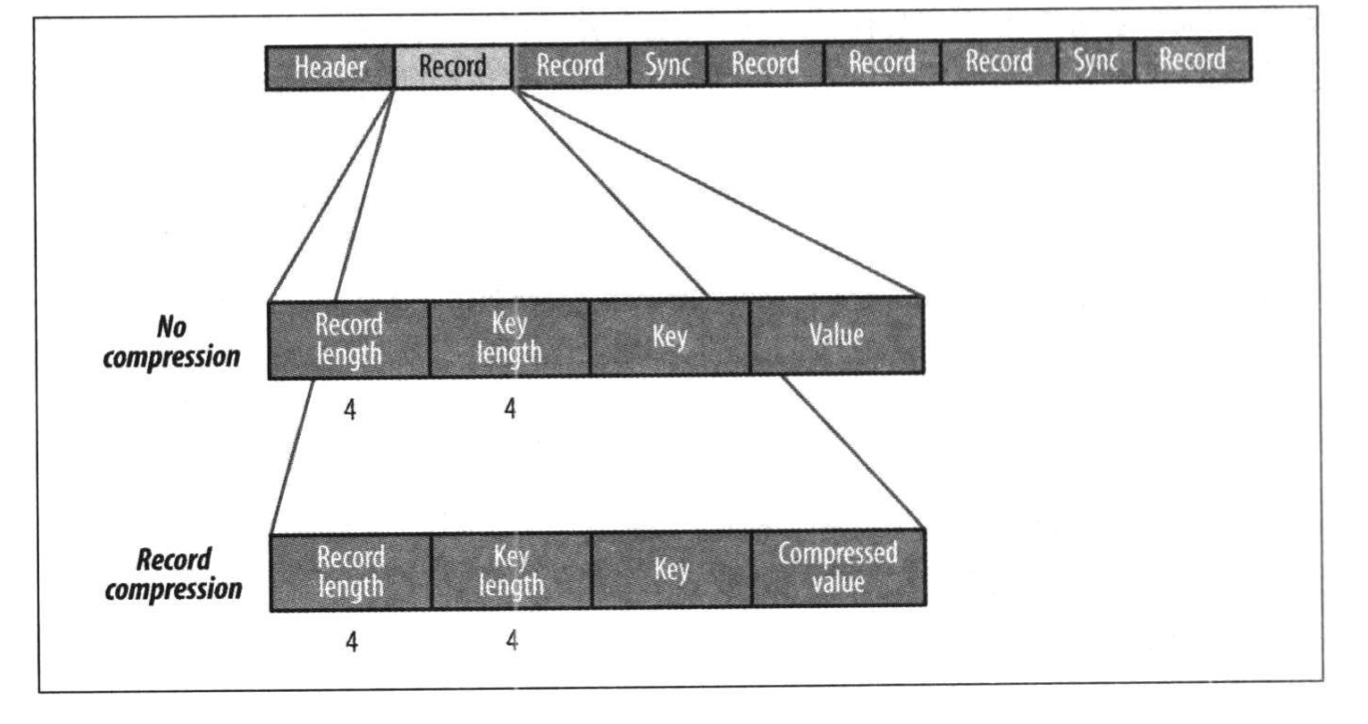 Header Record Record Sync Record Record Record Sync Record
No
compression
Record
length
Key
length
Key
Value
4 4
Record
compression
Record
length
Key
length
Key
Compressed
value
4 4